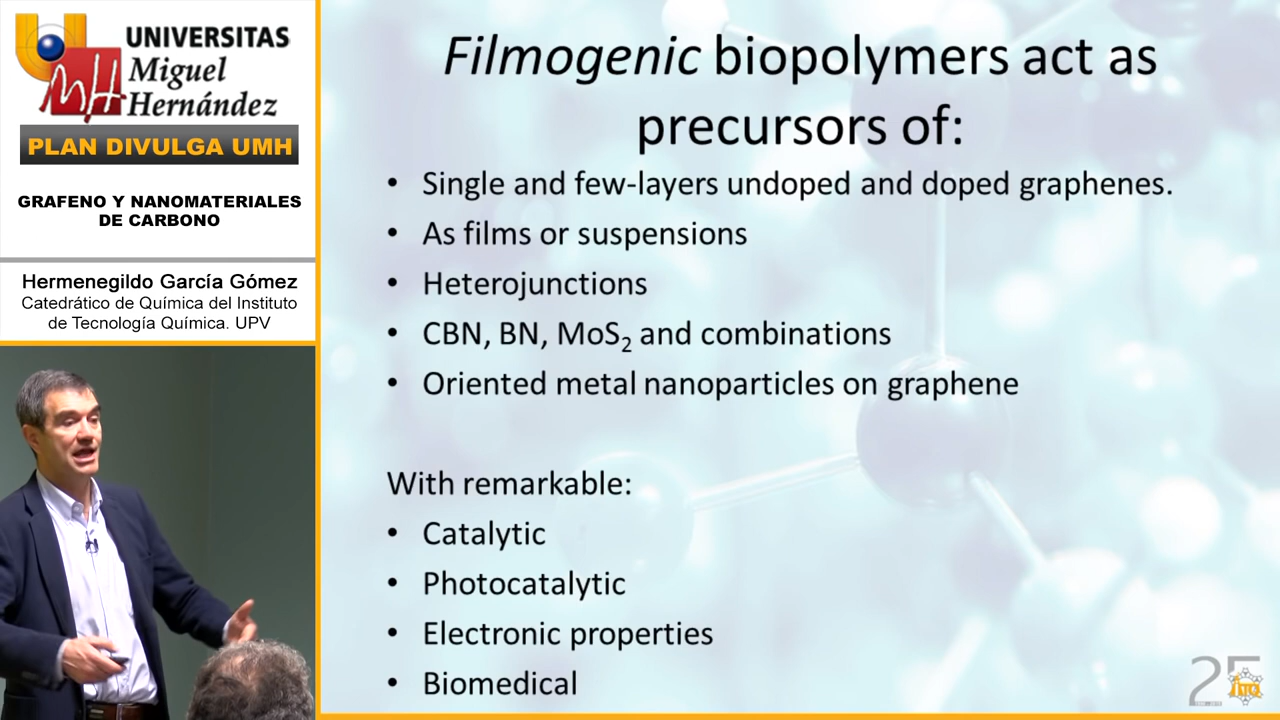 UNIVERSITAS
Miguel
Hernández
PLAN DIVULGA UMH
GRAFENO Y NANOMATERIALES
DE CARBONO
Hermenegildo García Gómez
Catedrático de Química del Instituto
de Tecnología Química. UPV
Filmogenic biopolymers act as
precursors of:
• Single and few-layers undoped and doped graphenes.
• As films or suspensions
• Heterojunctions
• CBN, BN, MoS₂ and combinations
• Oriented metal nanoparticles on graphene
With remarkable:
• Catalytic
• Photocatalytic
• Electronic properties
• Biomedical
25